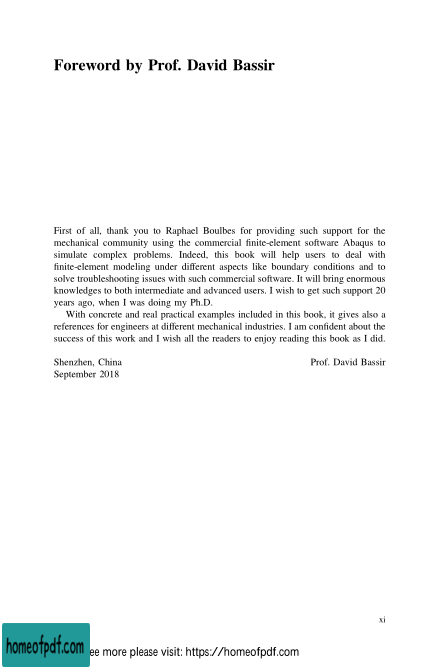 Foreword by Prof. David Bassir
First of all, thank you to Raphael Boulbes for providing such support for the
mechanical community using the commercial finite-element software Abaqus to
simulate complex problems. Indeed, this book will help users to deal with
finite-element modeling under different aspects like boundary conditions and to
solve troubleshooting issues with such commercial software. It will bring enormous
knowledges to both intermediate and advanced users. I wish to get such support 20
years ago, when I was doing my Ph.D.
With concrete and real practical examples included in this book, it gives also a
references for engineers at different mechanical industries. I am confident about the
success of this work and I wish all the readers to enjoy reading this book as I did.
Shenzhen, China Prof. David Bassir
September 2018
xi
homeofpdf.com ee more please visit: https://homeofpdf.com